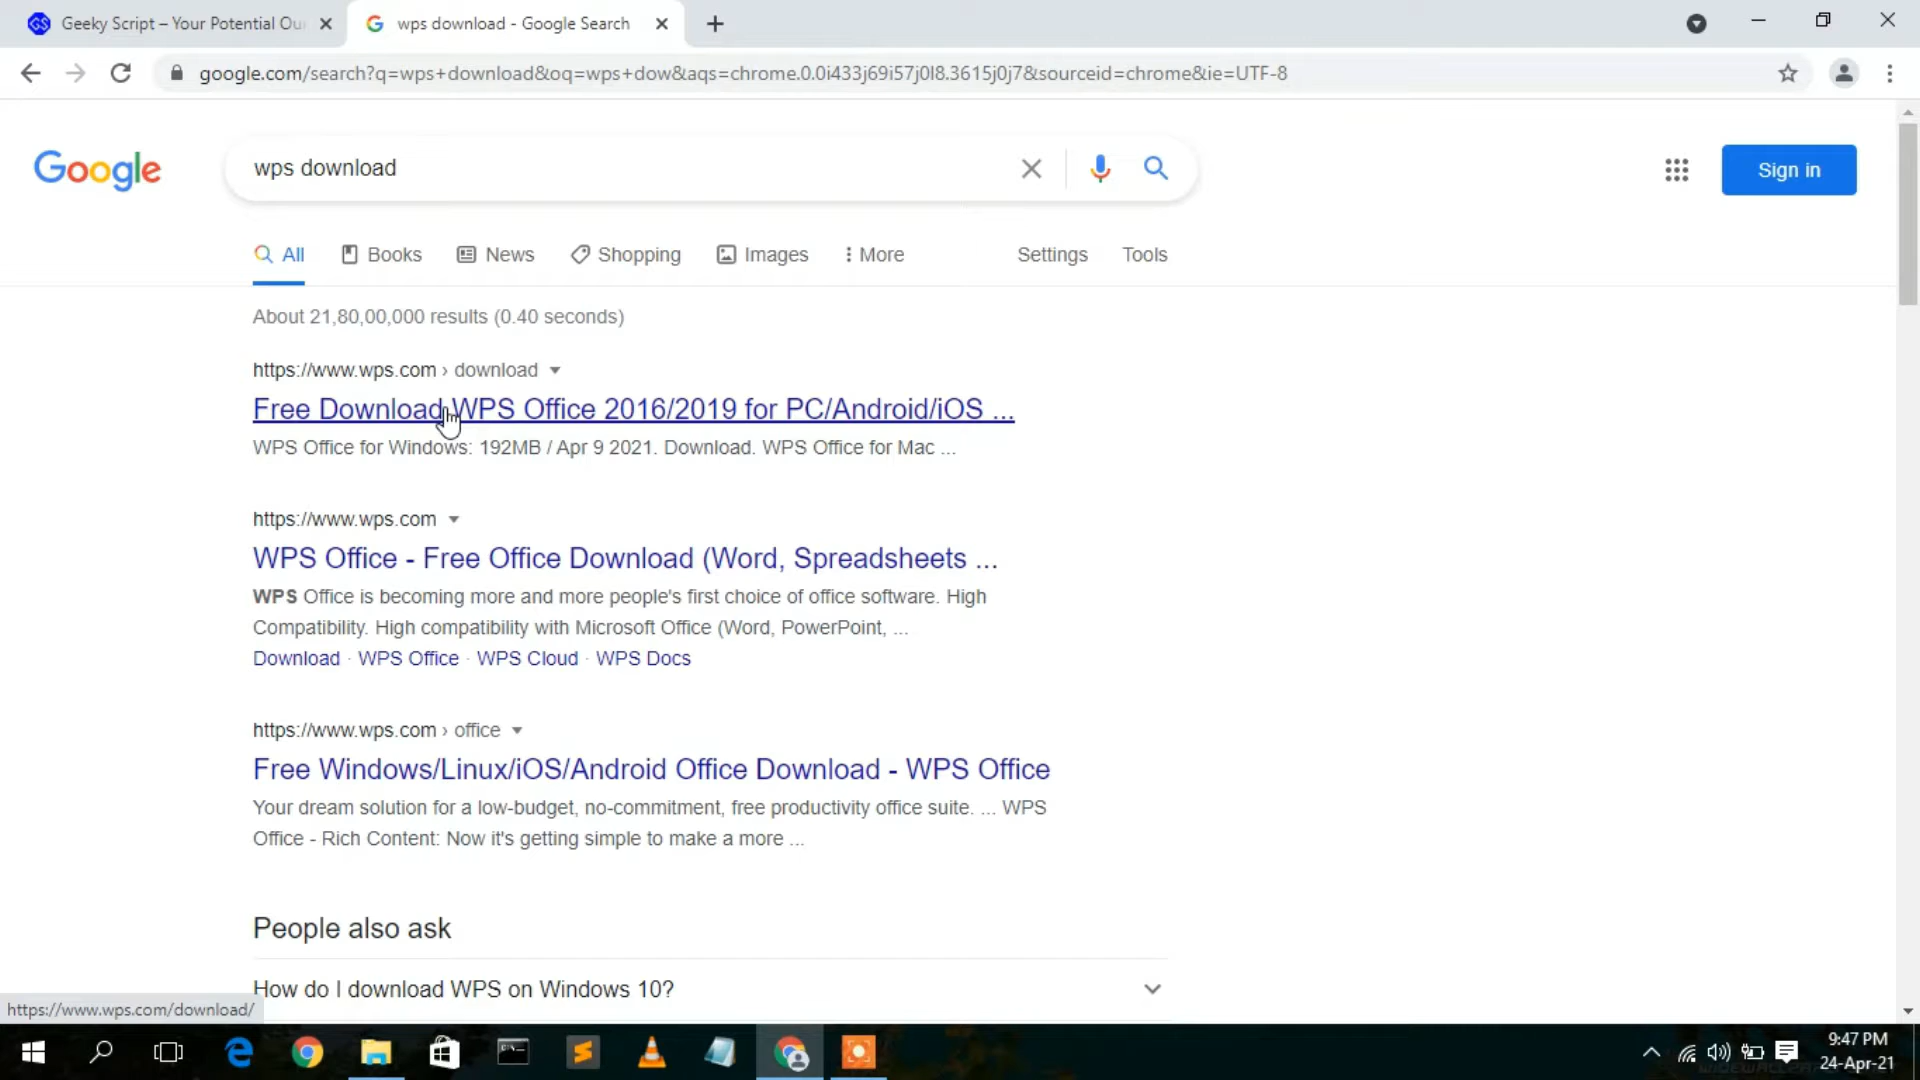 Geeky Script – Your Potential Ou
wps download - Google Search
google.com/search?q=wps+download&oq=wps+dow&aqs=chrome.0.0i433j69i57j0l8.3615j0j7&sourceid=chrome&ie=UTF-8
Google
wps download
Sign in
All
Books
News
Shopping
Images
More
Settings
Tools
About 21,80,00,000 results (0.40 seconds)
https://www.wps.com › download
Free Download WPS Office 2016/2019 for PC/Android/iOS ...
WPS Office for Windows: 192MB / Apr 9 2021. Download. WPS Office for Mac ...
https://www.wps.com
WPS Office - Free Office Download (Word, Spreadsheets ...
WPS Office is becoming more and more people's first choice of office software. High
Compatibility. High compatibility with Microsoft Office (Word, PowerPoint, ...
Download · WPS Office · WPS Cloud · WPS Docs
https://www.wps.com › office
Free Windows/Linux/iOS/Android Office Download - WPS Office
Your dream solution for a low-budget, no-commitment, free productivity office suite. ... WPS
Office - Rich Content: Now it's getting simple to make a more ...
People also ask
How do I download WPS on Windows 10?
https://www.wps.com/download/
9:47 PM
24-Apr-21